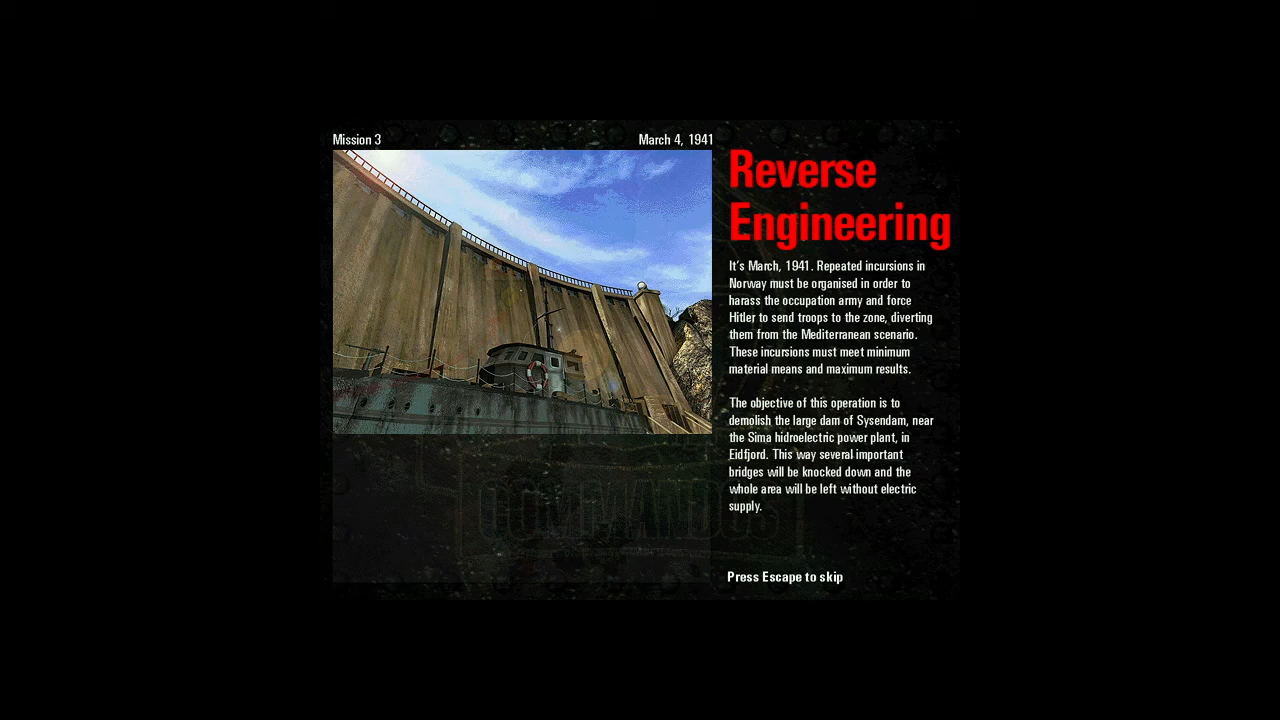 Mission 3
March 4, 1941
Reverse
Engineering
It's March, 1941. Repeated incursions in
Norway must be organised in order to
harass the occupation army and force
Hitler to send troops to the zone, diverting
them from the Mediterranean scenario.
These incursions must meet minimum
material means and maximum results.
The objective of this operation is to
demolish the large dam of Sysendam, near
the Sima hidroelectric power plant, in
Eidfjord. This way several important
bridges will be knocked down and the
whole area will be left without electric
supply.
COMMANDOS
Press Escape to skip